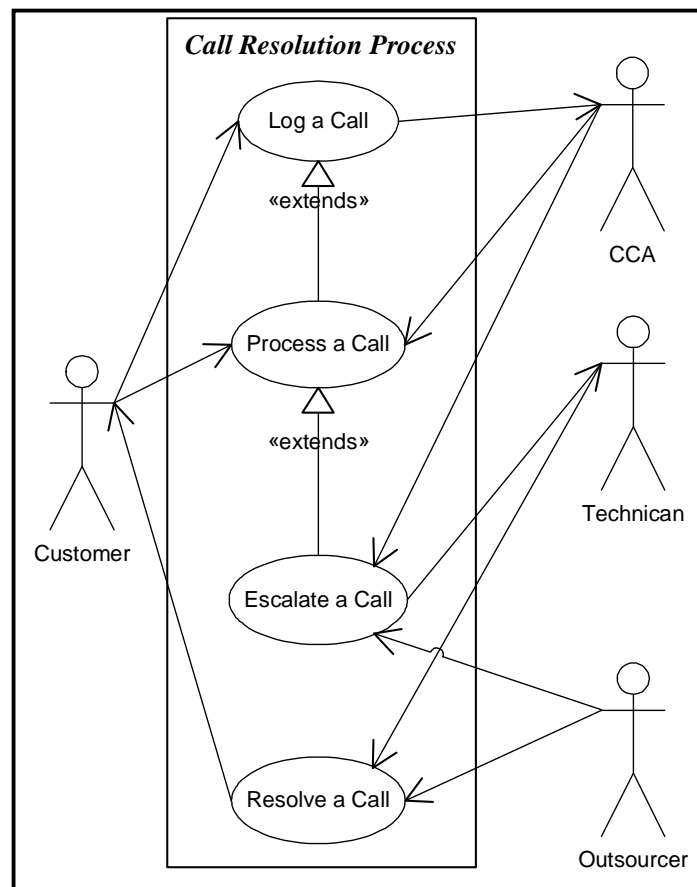 Call Resolution Process
Log a Call
«extends»
CCA
Process a Call
«extends»
Customer
Technican
Escalate a Call
Resolve a Call
Outsourcer